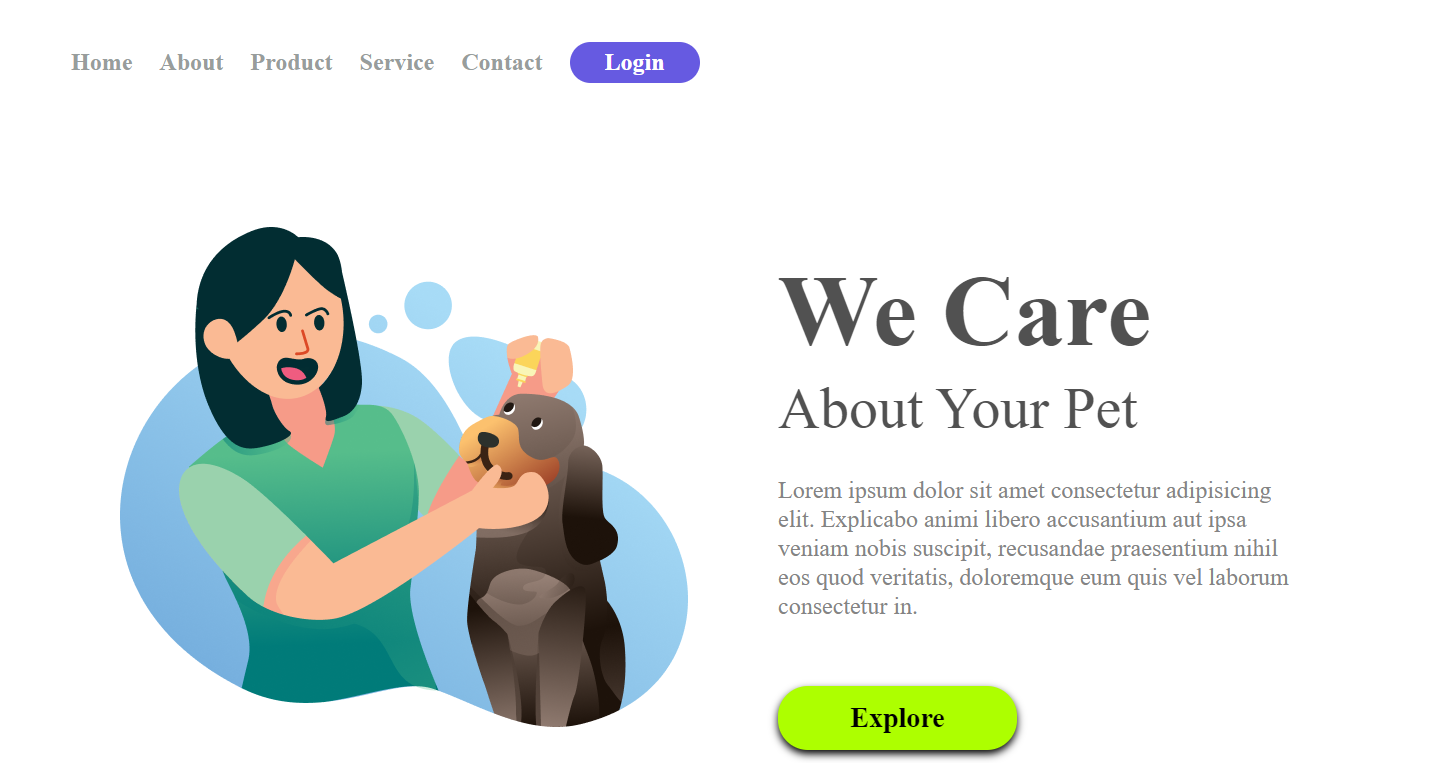 Home About Product Service Contact Login
We Care
About Your Pet
Lorem ipsum dolor sit amet consectetur adipisicing
elit. Explicabo animi libero accusantium aut ipsa
veniam nobis suscipit, recusandae praesentium nihil
eos quod veritatis, doloremque eum quis vel laborum
consectetur in.
Explore